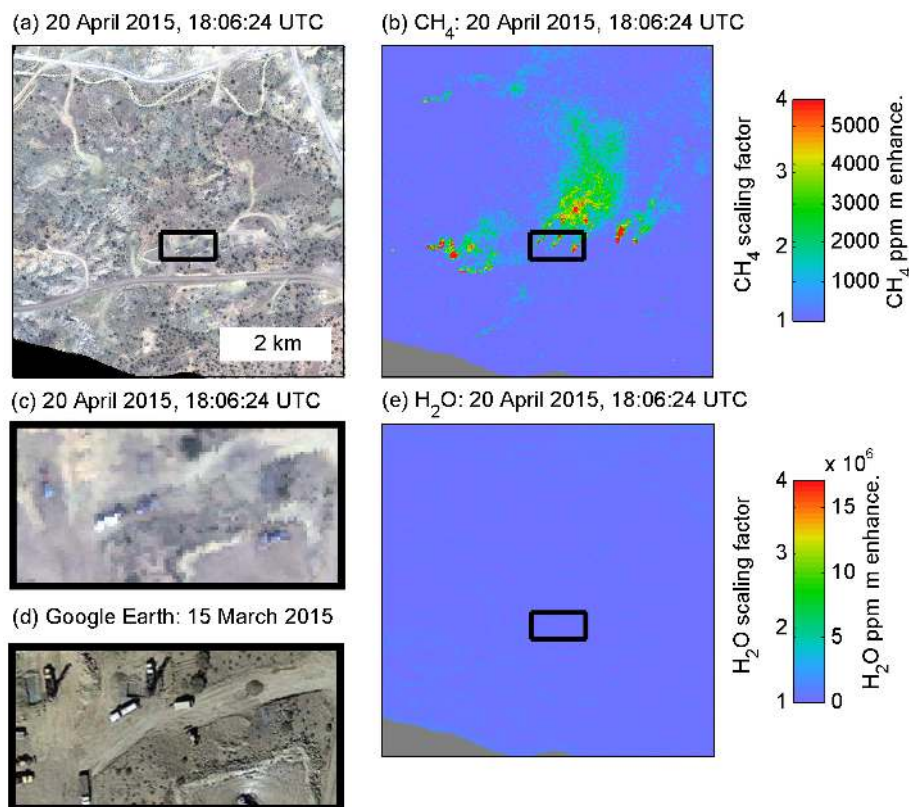 (a) 20 April 2015, 18:06:24 UTC
(b) CH₄: 20 April 2015, 18:06:24 UTC
2 km
4
3
2
1
CH₄ scaling factor
5000
4000
3000
2000
1000
CH₄ ppm m enhance.
(c) 20 April 2015, 18:06:24 UTC
(d) Google Earth: 15 March 2015
(e) H₂O: 20 April 2015, 18:06:24 UTC
x 10⁶
4
3
2
1
H₂O scaling factor
15
10
5
0
H₂O ppm m enhance.